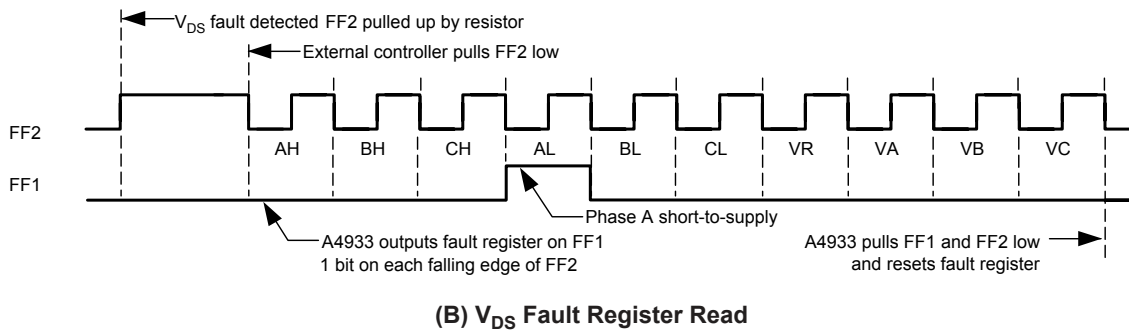 V_DS fault detected FF2 pulled up by resistor
External controller pulls FF2 low
FF2
AH BH CH AL BL CL VR VA VB VC
FF1
Phase A short-to-supply
A4933 outputs fault register on FF1
1 bit on each falling edge of FF2
A4933 pulls FF1 and FF2 low
and resets fault register
(B) V_DS Fault Register Read